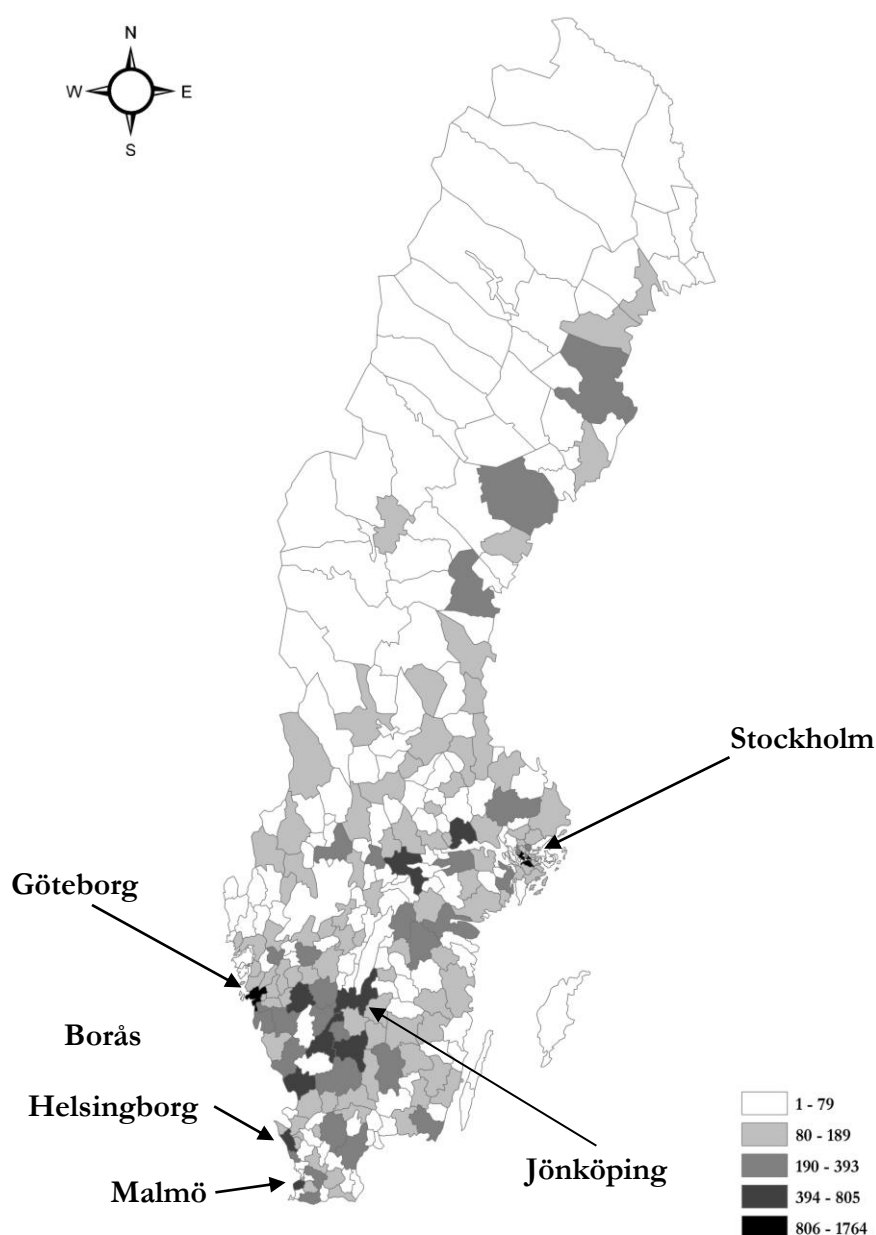 N
W E
S
Stockholm
Göteborg
Borås
Helsingborg
Malmö
Jönköping
1 - 79
80 - 189
190 - 393
394 - 805
806 - 1764